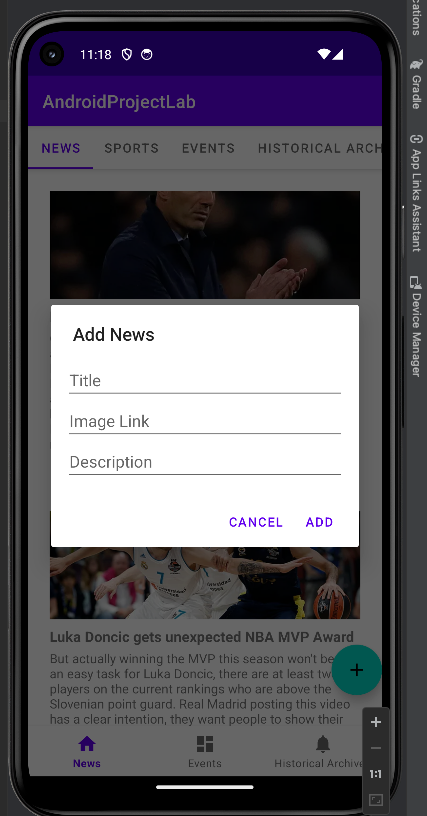 11:18
AndroidProjectLab
NEWS SPORTS EVENTS HISTORICAL ARCH
Add News
Title
Image Link
Description
CANCEL ADD
7
Luka Doncic gets unexpected NBA MVP Award
But actually winning the MVP this season won't be
an easy task for Luka Doncic, there are at least
players on the current rankings who are above the
Slovenian point guard. Real Madrid posting this video
has a clear intention, they want people to show their
News Events Historical Archive
1:1
Gradle
App Links Assistant
Device Manager